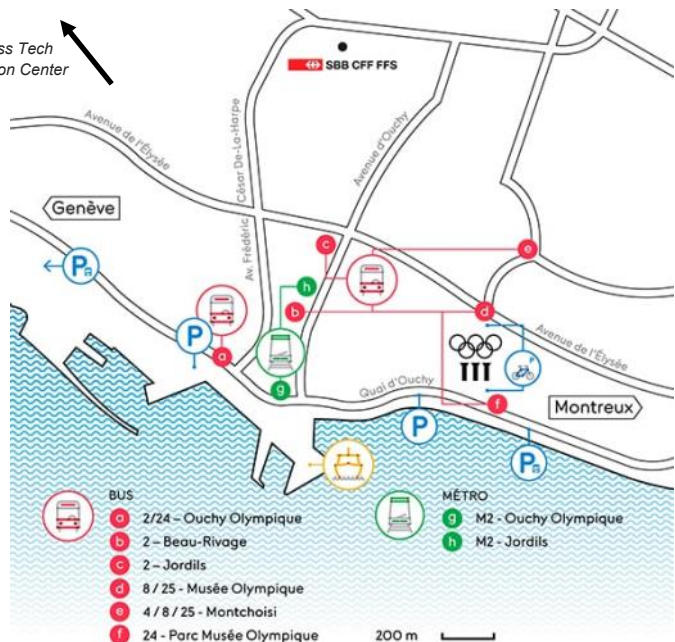 ss Tech
on Center
SBB CFF FFS
Avenue de l'Élysée
Av. Frédéric César De-La-Harpe
Avenue d'Ouchy
Genève
P
c
e
h
b
d
P
a
P
Avenue de l'Élysée
g
Quai d'Ouchy
f
Montreux
P
P
BUS
a 2/24 – Ouchy Olympique
b 2 – Beau-Rivage
c 2 – Jordils
d 8 / 25 - Musée Olympique
e 4 / 8 / 25 - Montchoisi
f 24 - Parc Musée Olympique
MÉTRO
g M2 - Ouchy Olympique
h M2 - Jordils
200 m